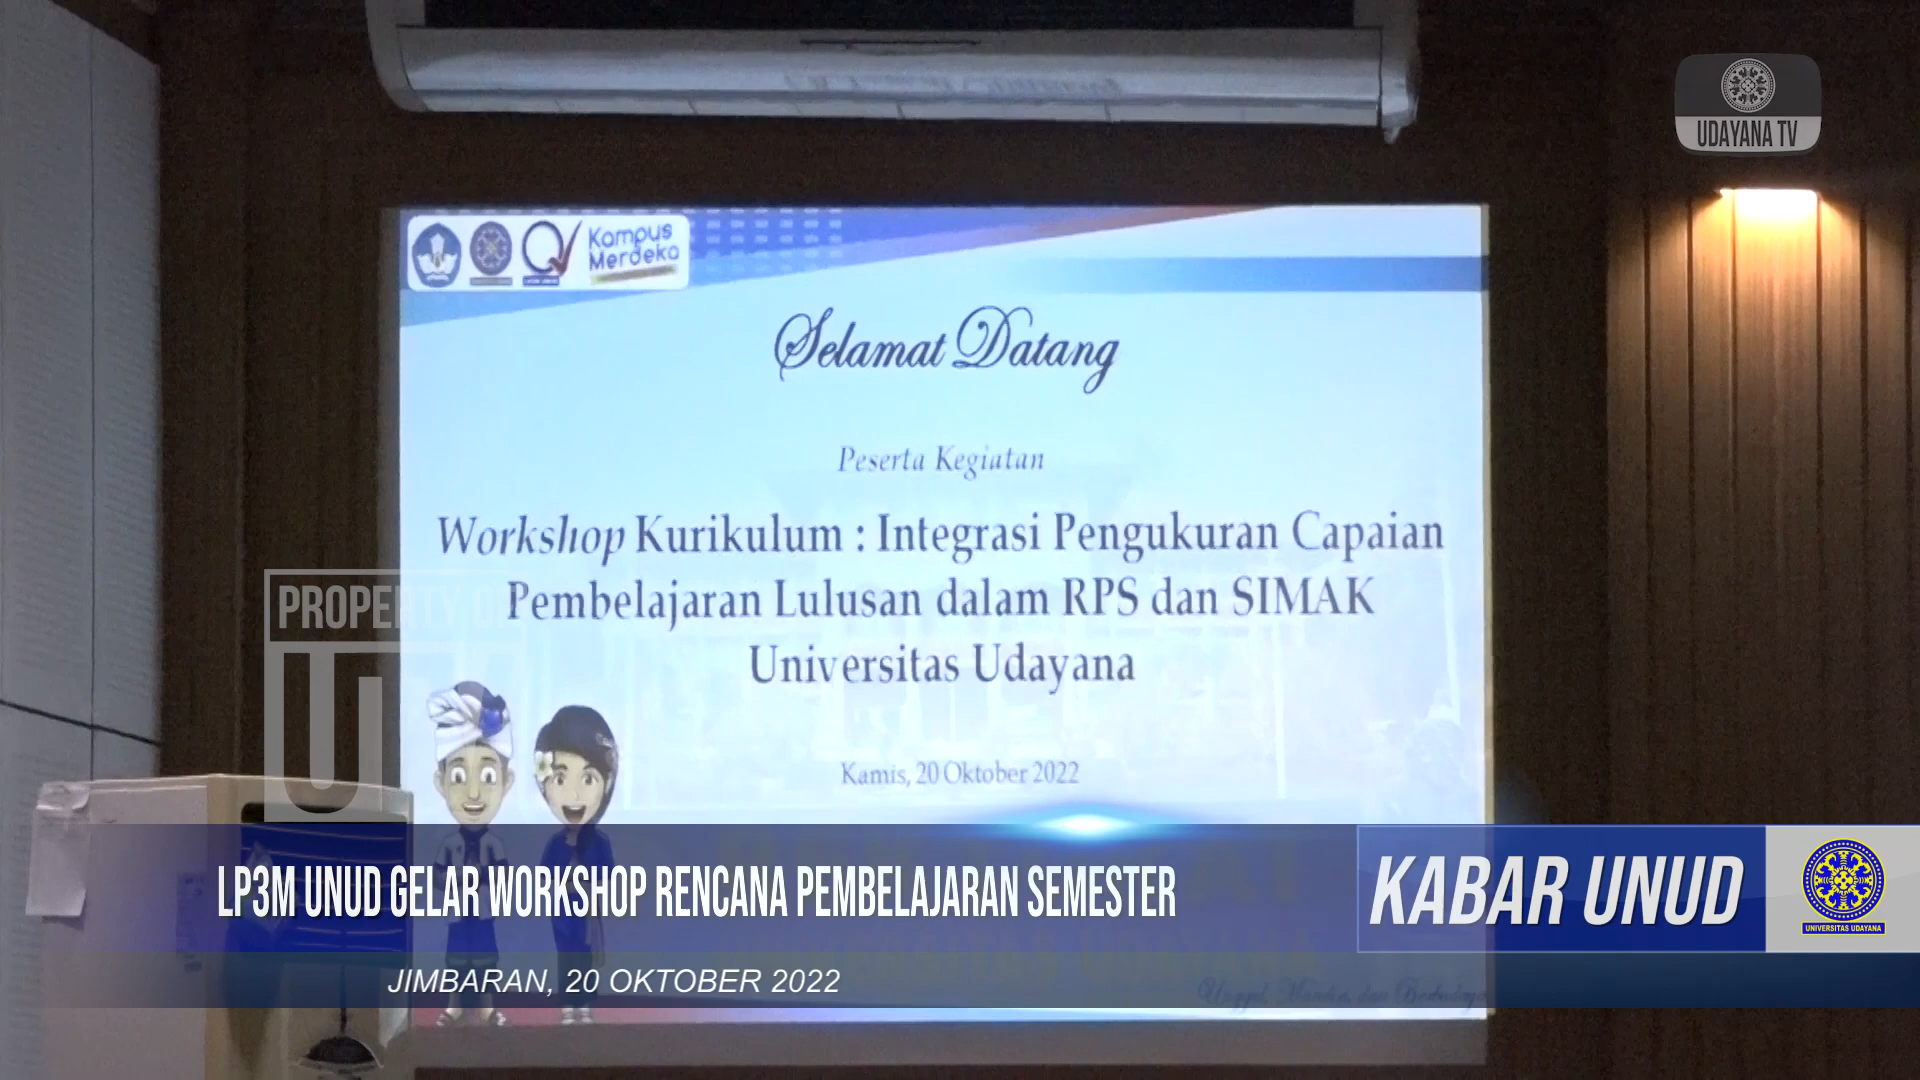 UDAYANA TV
Kampus
Merdeka
Selamat Datang
Peserta Kegiatan
Workshop Kurikulum : Integrasi Pengukuran Capaian
Pembelajaran Lulusan dalam RPS dan SIMAK
Universitas Udayana
PROPERTY OF
U
Kamis, 20 Oktober 2022
LP3M UNUD GELAR WORKSHOP RENCANA PEMBELAJARAN SEMESTER
KABAR UNUD
UNIVERSITAS UDAYANA
JIMBARAN, 20 OKTOBER 2022